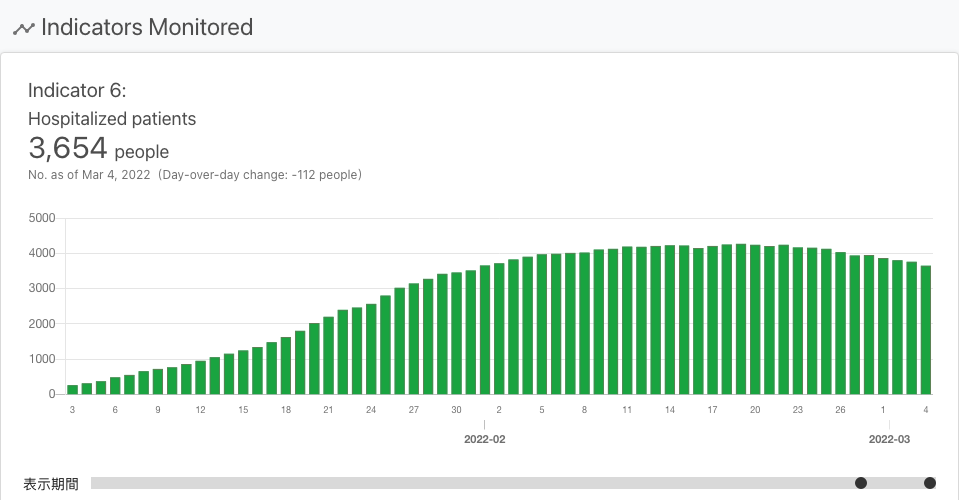 Indicators Monitored
Indicator 6:
Hospitalized patients
3,654 people
No. as of Mar 4, 2022 (Day-over-day change: -112 people)
5000
4000
3000
2000
1000
0
3 6 9 12 15 18 21 24 27 30 2 5 8 11 14 17 20 23 26 1 4
2022-02 2022-03
表示期間